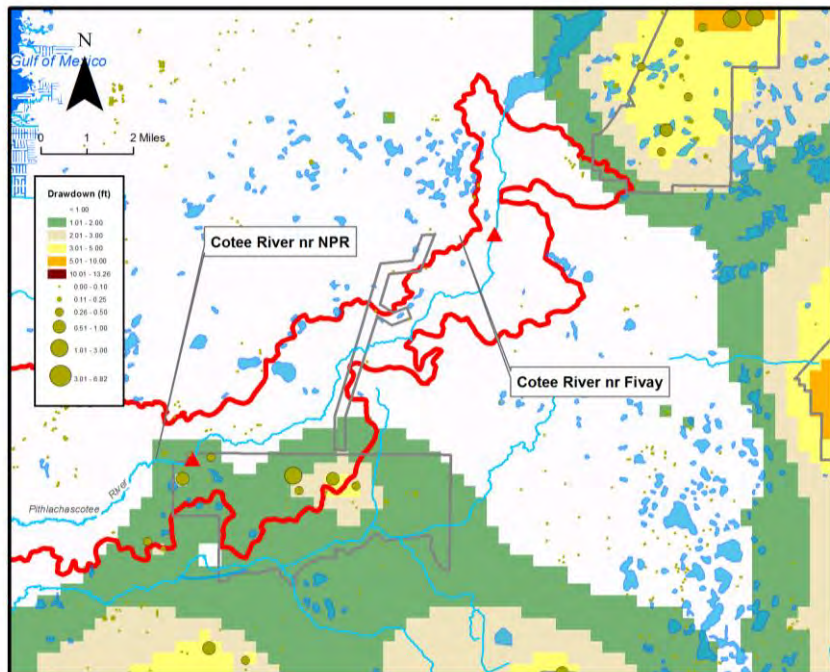 N
Gulf of Mexico
0 1 2 Miles
Drawdown (ft)
< 1.00
1.01 - 2.00
2.01 - 3.00
3.01 - 5.00
5.01 - 10.00
10.01 - 13.26
0.00 - 0.10
0.11 - 0.25
0.26 - 0.50
0.51 - 1.00
1.01 - 3.00
3.01 - 6.92
Cotee River nr NPR
Cotee River nr Fivay
Pithlachascotee River